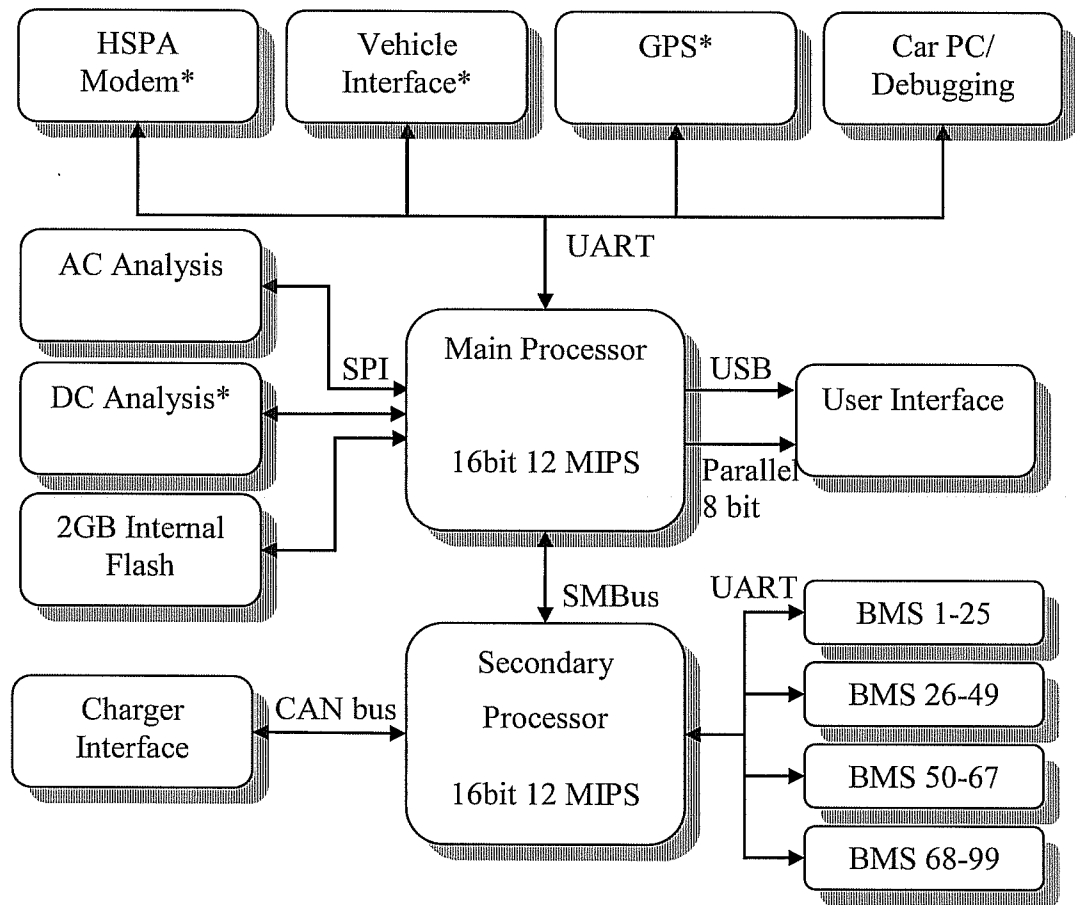 HSPA
Modem*
Vehicle
Interface*
GPS*
Car PC/
Debugging
UART
AC Analysis
SPI
DC Analysis*
2GB Internal
Flash
Main Processor
16bit 12 MIPS
USB
Parallel
8 bit
User Interface
SMBus
UART
BMS 1-25
BMS 26-49
BMS 50-67
BMS 68-99
Secondary
Processor
16bit 12 MIPS
CAN bus
Charger
Interface